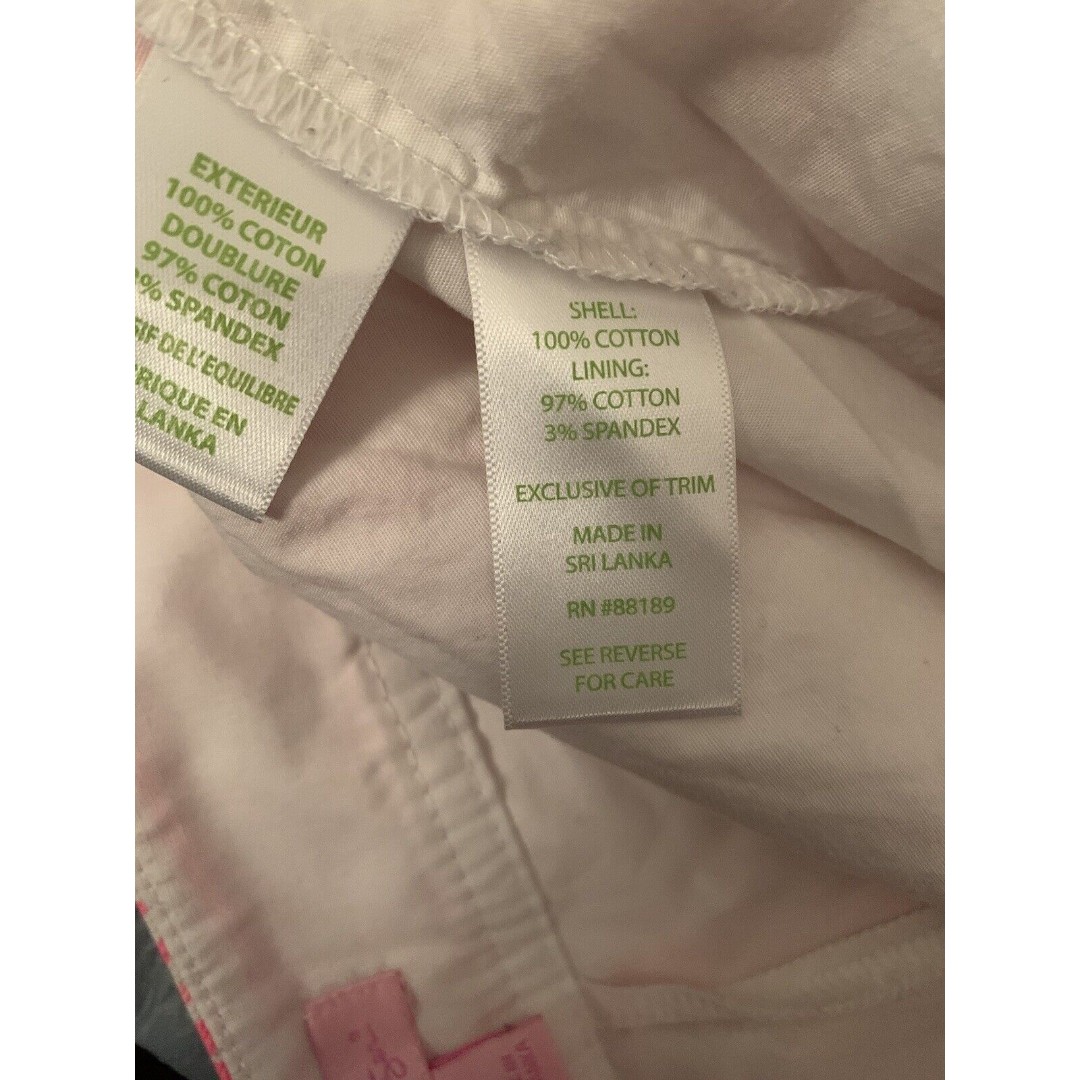 EXTERIEUR
100% COTON
DOUBLURE
97% COTON
% SPANDEX
DE L'EQUILIBRE
RIQUE EN
LANKA
SHELL:
100% COTTON
LINING:
97% COTTON
3% SPANDEX
EXCLUSIVE OF TRIM
MADE IN
SRI LANKA
RN #88189
SEE REVERSE
FOR CARE